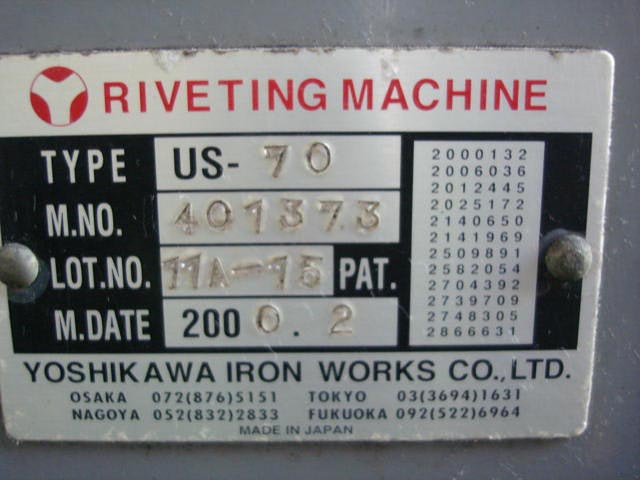 RIVETING MACHINE
TYPE US- 70
M.NO. 401373
LOT.NO. 11A-15 PAT.
M.DATE 200 0 . 2
2000132
2006036
2012445
2025172
2140650
2141969
2509891
2582054
2704392
2739709
2748305
2866631
YOSHIKAWA IRON WORKS CO., LTD.
OSAKA 072(876)5151 TOKYO 03(3694)1631
NAGOYA 052(832)2833 FUKUOKA 092(522)6964
MADE IN JAPAN